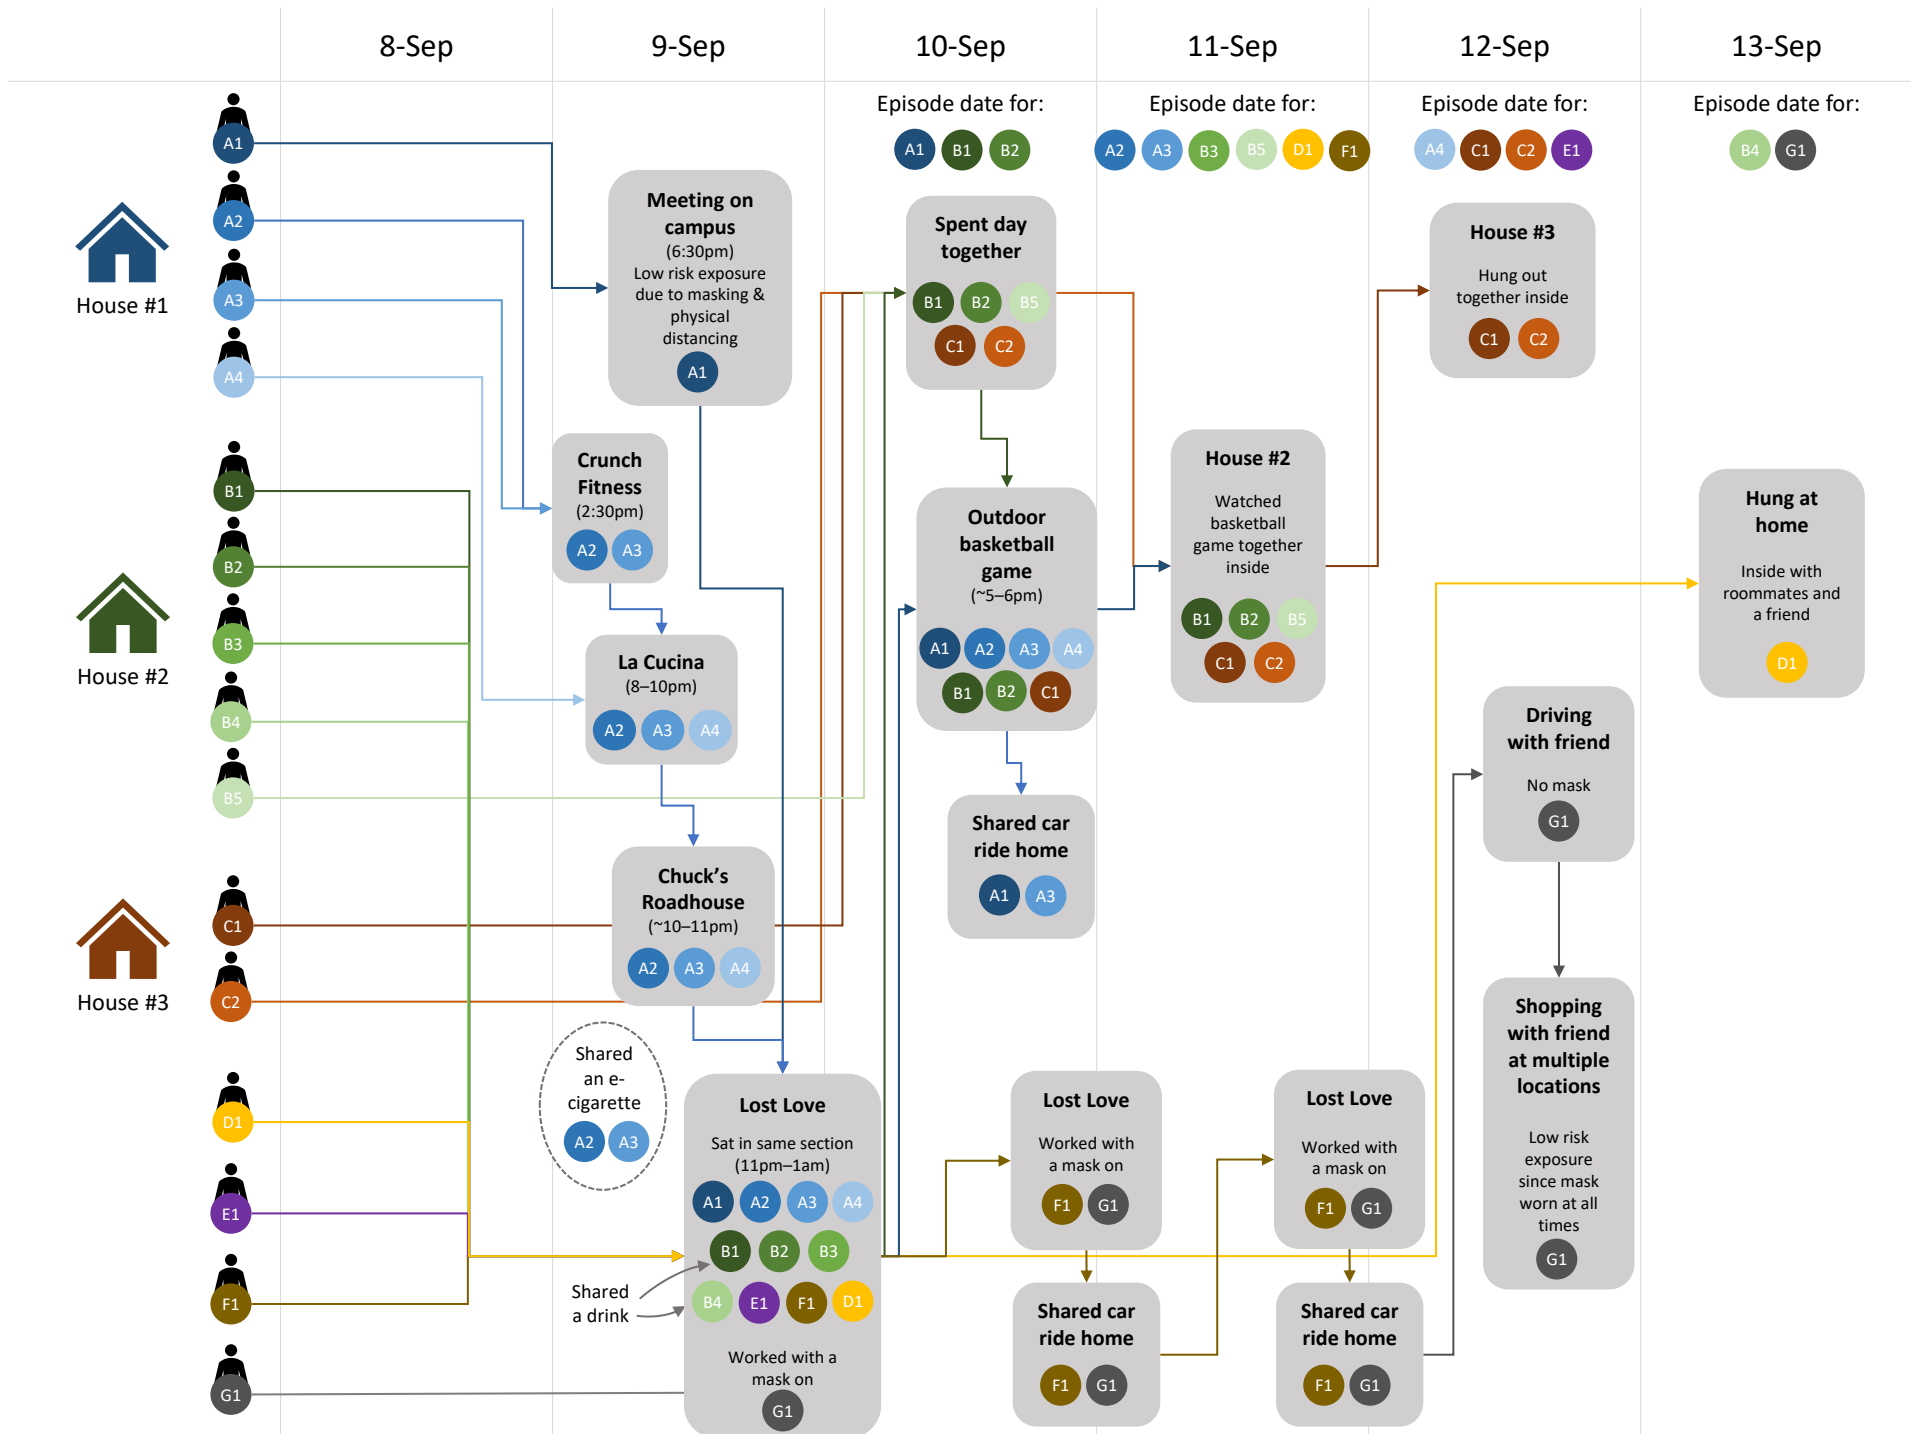 8-Sep 9-Sep 10-Sep 11-Sep 12-Sep 13-Sep
Episode date for:
A1 B1 B2
Episode date for:
A2 A3 B3 B5 D1 F1
Episode date for:
A4 C1 C2 E1
Episode date for:
B4 G1
House #1
A1
A2
A3
A4
House #2
B1
B2
B3
B4
B5
House #3
C1
C2
D1
E1
F1
G1
Meeting on
campus
(6:30pm)
Low risk exposure
due to masking &
physical
distancing
A1
Crunch
Fitness
(2:30pm)
A2 A3
La Cucina
(8–10pm)
A2 A3 A4
Chuck's
Roadhouse
(~10–11pm)
A2 A3 A4
Shared
an e-
cigarette
A2 A3
Lost Love
Sat in same section
(11pm–1am)
A1 A2 A3 A4
B1 B2 B3
B4 E1 F1 D1
Shared
a drink
Worked with a
mask on
G1
Spent day
together
B1 B2 B5
C1 C2
Outdoor
basketball
game
(~5–6pm)
A1 A2 A3 A4
B1 B2 C1
Shared car
ride home
A1 A3
Lost Love
Worked with
a mask on
F1 G1
Shared car
ride home
F1 G1
House #2
Watched
basketball
game together
inside
B1 B2 B5
C1 C2
Lost Love
Worked with
a mask on
F1 G1
Shared car
ride home
F1 G1
House #3
Hung out
together inside
C1 C2
Driving
with friend
No mask
G1
Shopping
with friend
at multiple
locations
Low risk
exposure
since mask
worn at all
times
G1
Hung at
home
Inside with
roommates and
a friend
D1